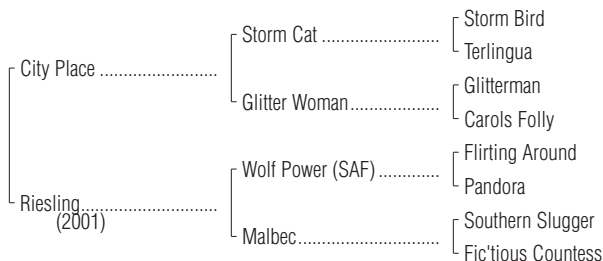 Storm Bird
Storm Cat ........................
Terlingua
City Place ........................
Glitterman
Glitter Woman ..................
Carols Folly
Flirting Around
Wolf Power (SAF) .............
Pandora
Riesling............................
(2001)
Southern Slugger
Malbec.............................
Fic'tious Countess